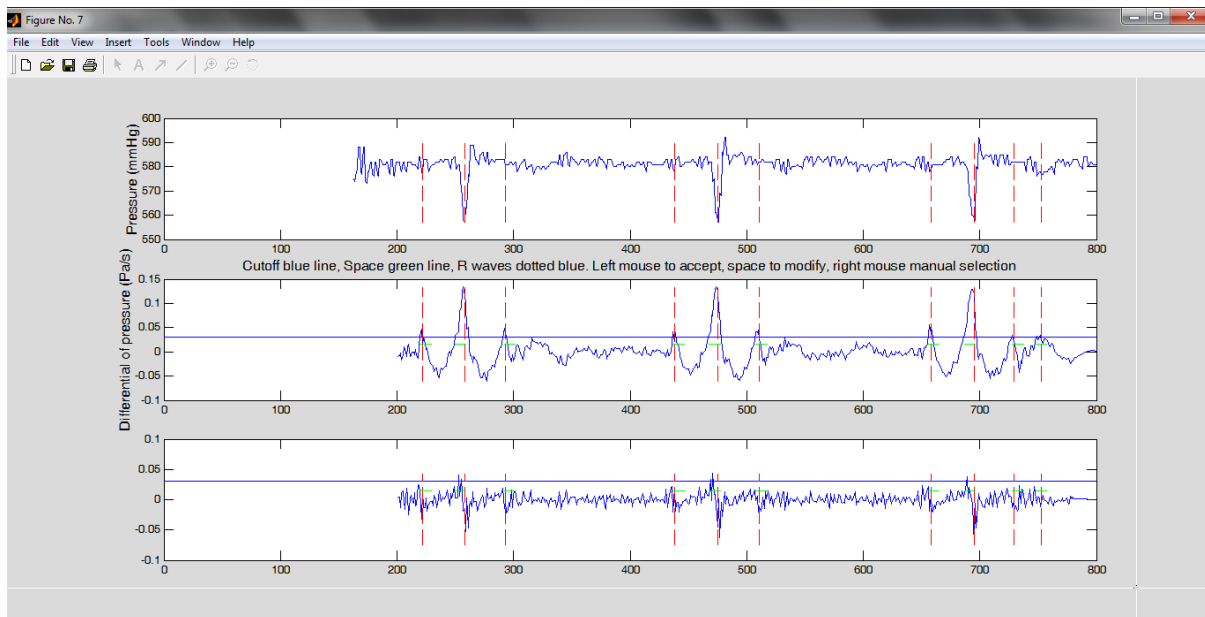 Figure No. 7
File Edit View Insert Tools Window Help
Pressure (mmHg)
600
590
580
570
560
550
0 100 200 300 400 500 600 700 800
Cutoff blue line, Space green line, R waves dotted blue. Left mouse to accept, space to modify, right mouse manual selection
Differential of pressure (Pa/s)
0.15
0.1
0.05
0
-0.05
-0.1
0 100 200 300 400 500 600 700 800
0.1
0.05
0
-0.05
-0.1
0 100 200 300 400 500 600 700 800